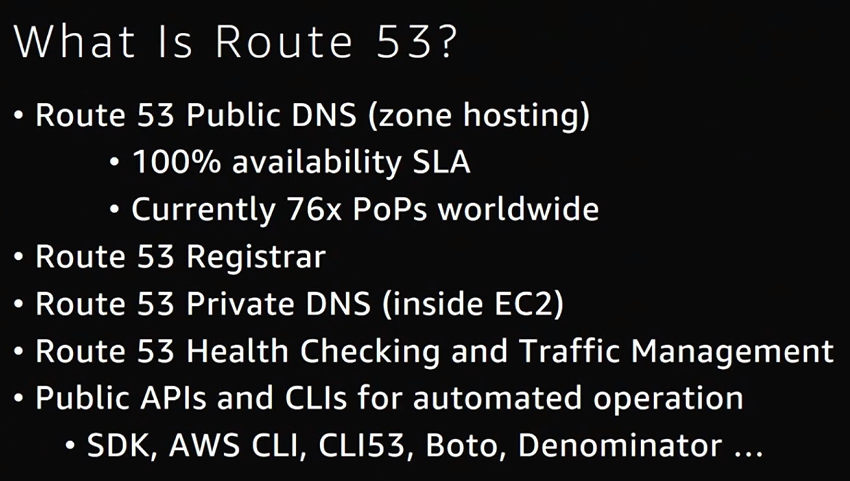 What Is Route 53?
• Route 53 Public DNS (zone hosting)
• 100% availability SLA
• Currently 76x PoPs worldwide
• Route 53 Registrar
• Route 53 Private DNS (inside EC2)
• Route 53 Health Checking and Traffic Management
• Public APIs and CLIs for automated operation
• SDK, AWS CLI, CLI53, Boto, Denominator ...